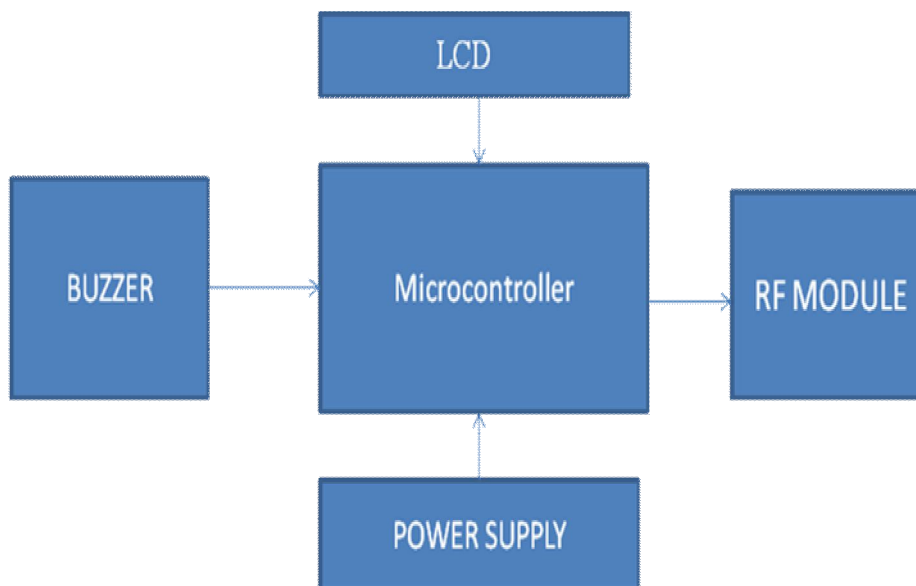 LCD
BUZZER
Microcontroller
RF MODULE
POWER SUPPLY